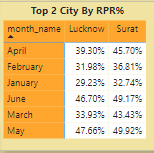 Top 2 City By RPR%
month_name Lucknow Surat
April 39.30% 45.70%
February 31.98% 36.81%
January 29.23% 32.74%
June 46.70% 49.17%
March 33.93% 43.43%
May 47.66% 49.92%